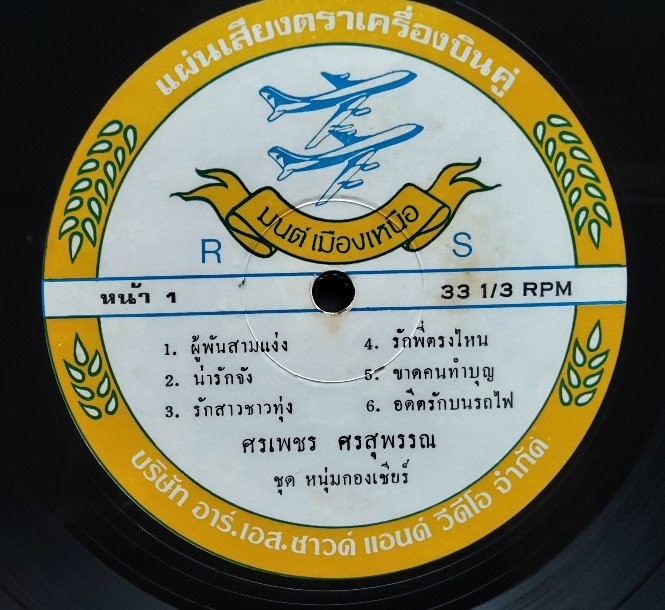 แผ่นเสียงตราเครื่องบินคู่
มนต์เมืองเหนือ
R S
หน้า 1 33 1/3 RPM
1. ผู้พันสามแง่ง 4. รักพี่ตรงไหน
2. น่ารักจัง 5. ขาดคนทำบุญ
3. รักสาวชาวทุ่ง 6. อดีตรักบนรถไฟ
ศรเพชร ศรสุพรรณ
ชุด หนุ่มกองเชียร์
บริษัท อาร์.เอส.ซาวด์ แอนด์ วีดีโอ จำกัด